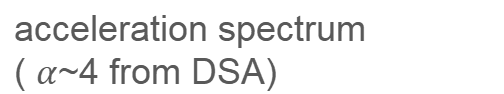 acceleration spectrum
( α~4 from DSA)